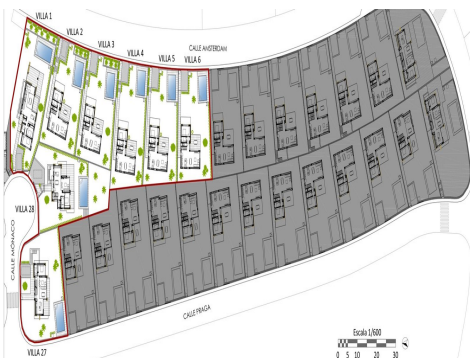 VILLA 1
VILLA 2
VILLA 3
VILLA 4
VILLA 5
VILLA 6
CALLE AMSTERDAM
VILLA 28
CALLE MONACO
CALLE PRAGA
VILLA 27
Escala 1/600
0 5 10 20 30